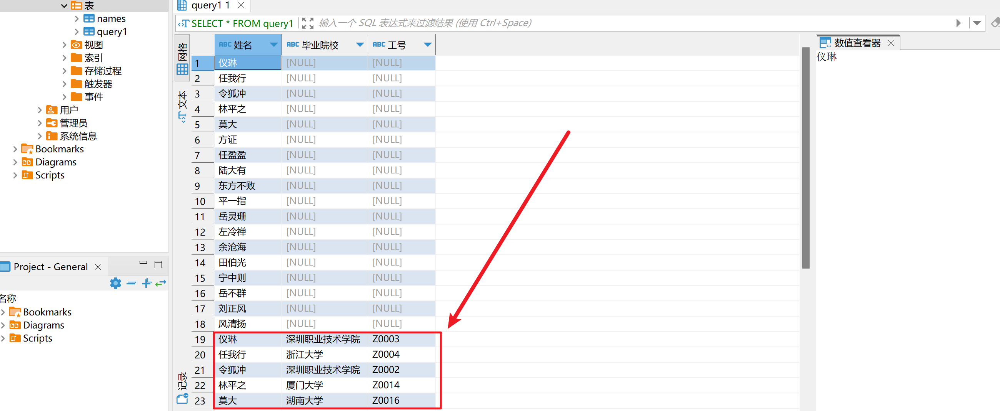 表
names
query1
视图
索引
存储过程
触发器
事件
用户
管理员
系统信息
Bookmarks
Diagrams
Scripts
Project - General
名称
Bookmarks
Diagrams
Scripts
query1 1
SELECT * FROM query1 输入一个 SQL 表达式来过滤结果 (使用 Ctrl+Space)
网格
文本
记录
ABC 姓名 ABC 毕业院校 ABC 工号
1 仪琳 [NULL] [NULL]
2 任我行 [NULL] [NULL]
3 令狐冲 [NULL] [NULL]
4 林平之 [NULL] [NULL]
5 莫大 [NULL] [NULL]
6 方证 [NULL] [NULL]
7 任盈盈 [NULL] [NULL]
8 陆大有 [NULL] [NULL]
9 东方不败 [NULL] [NULL]
10 平一指 [NULL] [NULL]
11 岳灵珊 [NULL] [NULL]
12 左冷禅 [NULL] [NULL]
13 余沧海 [NULL] [NULL]
14 田伯光 [NULL] [NULL]
15 宁中则 [NULL] [NULL]
16 岳不群 [NULL] [NULL]
17 刘正风 [NULL] [NULL]
18 风清扬 [NULL] [NULL]
19 仪琳 深圳职业技术学院 Z0003
20 任我行 浙江大学 Z0004
21 令狐冲 深圳职业技术学院 Z0002
22 林平之 厦门大学 Z0014
23 莫大 湖南大学 Z0016
数值查看器
仪琳